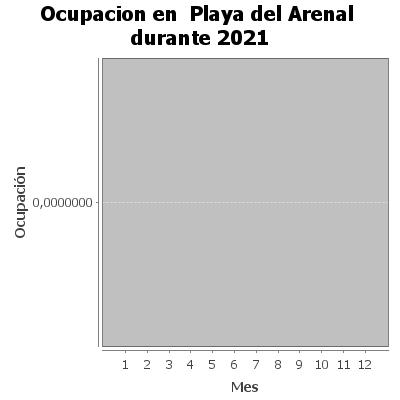 Ocupacion en  Playa del Arenal
durante 2021
Ocupación
0,0000000
1 2 3 4 5 6 7 8 9 10 11 12
Mes